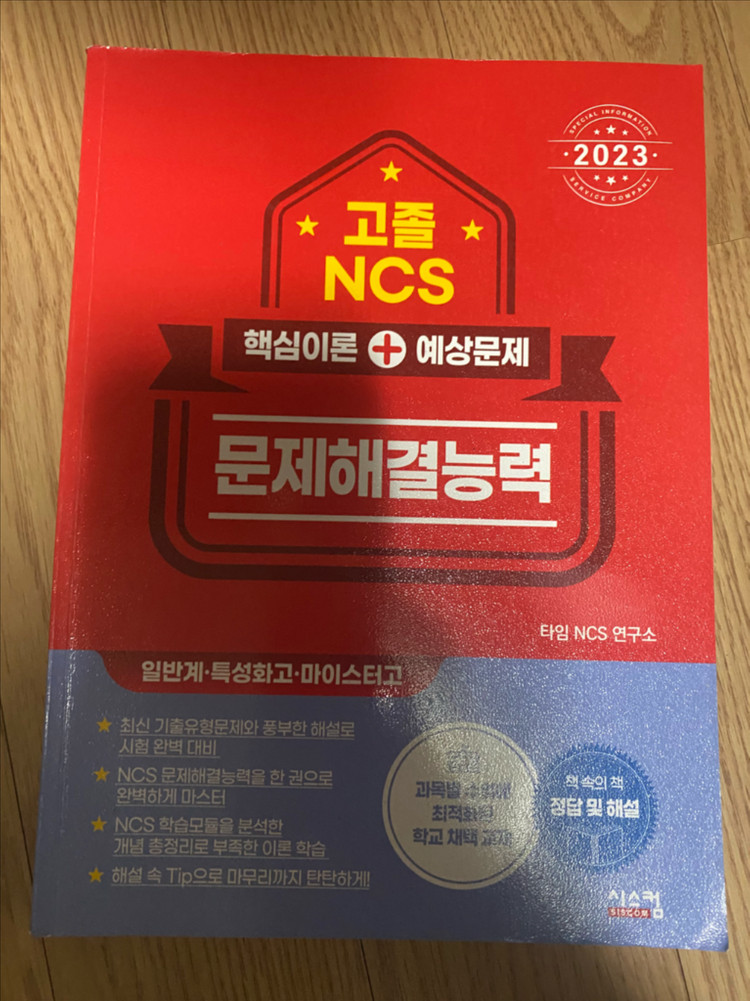 SPECIAL INFORMATION
2023
SERVICE COMPANY
고졸
NCS
핵심이론 + 예상문제
문제해결능력
타임 NCS 연구소
일반계·특성화고·마이스터고
최신 기출유형문제와 풍부한 해설로
시험 완벽 대비
NCS 문제해결능력을 한 권으로
완벽하게 마스터
NCS 학습모듈을 분석한
개념 총정리로 부족한 이론 학습
해설 속 Tip으로 마무리까지 탄탄하게!
과목별
최적화된
학교 채택 교재
책 속의 책
정답 및 해설
시스컴
SISCOM